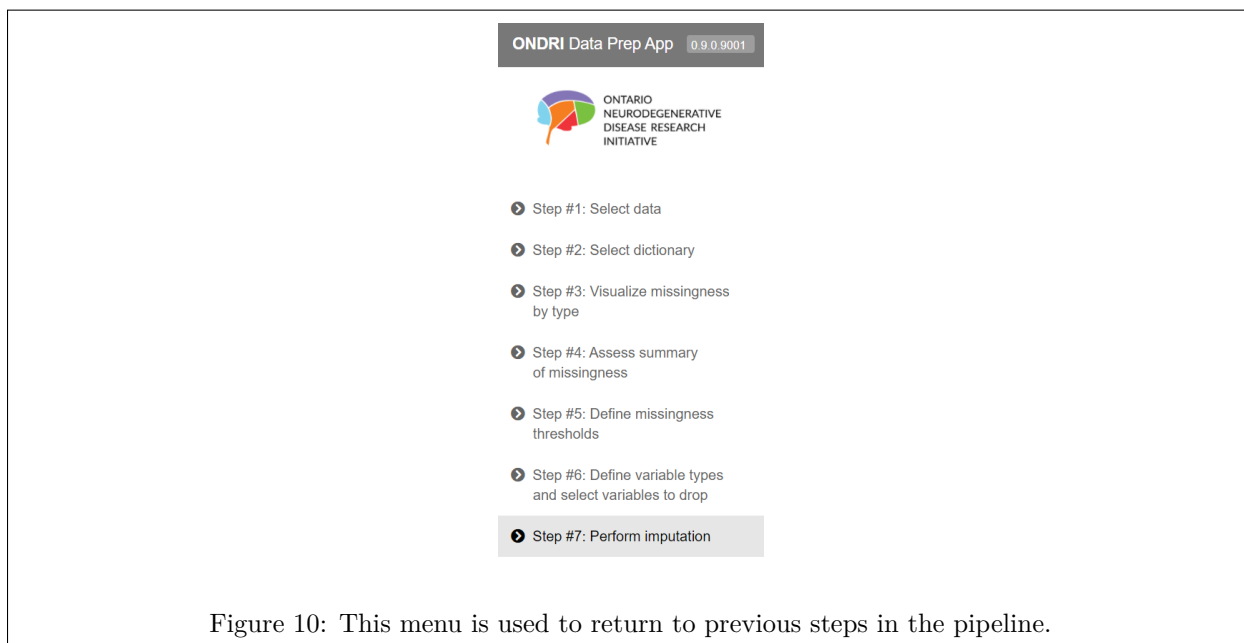 ONDRI Data Prep App 0.9.0.9001
ONTARIO
NEURODEGENERATIVE
DISEASE RESEARCH
INITIATIVE
Step #1: Select data
Step #2: Select dictionary
Step #3: Visualize missingness
by type
Step #4: Assess summary
of missingness
Step #5: Define missingness
thresholds
Step #6: Define variable types
and select variables to drop
Step #7: Perform imputation
Figure 10: This menu is used to return to previous steps in the pipeline.